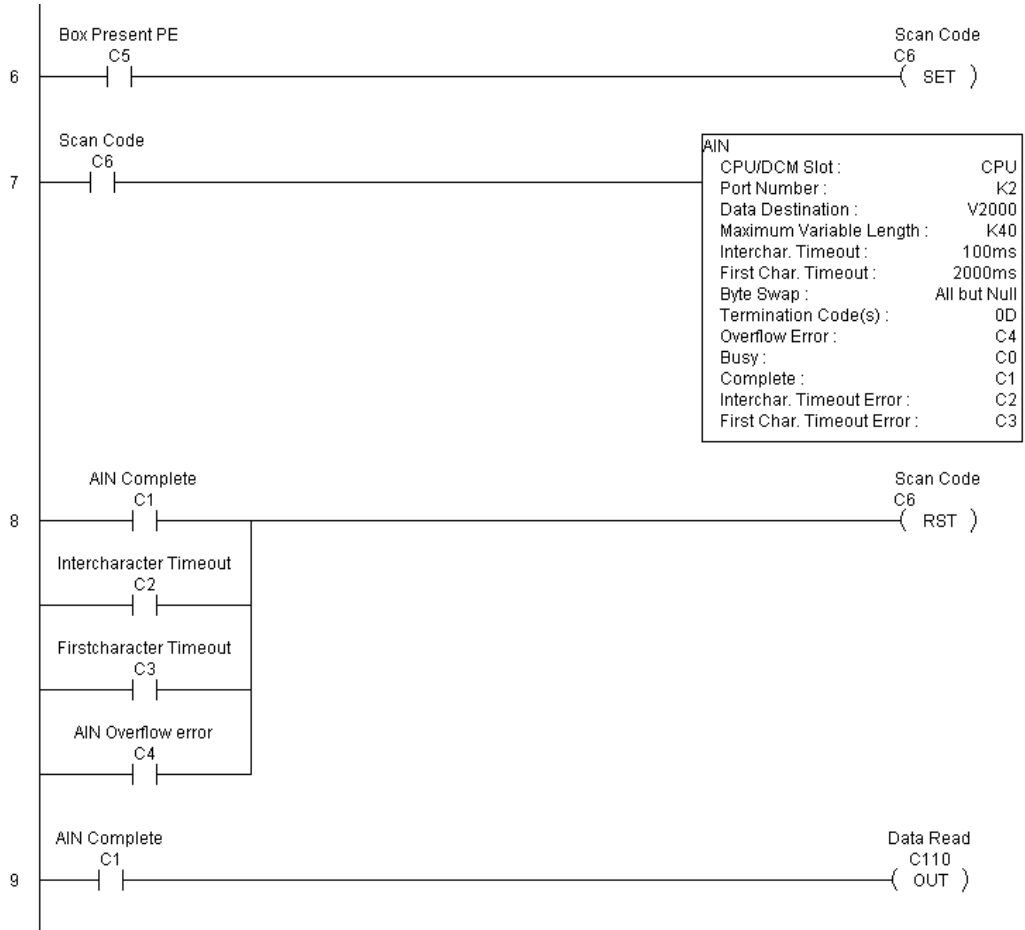 Box Present PE
C5
Scan Code
C6
6
SET
Scan Code
C6
7
AIN
CPU/DCM Slot : CPU
Port Number : K2
Data Destination : V2000
Maximum Variable Length : K40
Interchar. Timeout : 100ms
First Char. Timeout : 2000ms
Byte Swap : All but Null
Termination Code(s) : 0D
Overflow Error : C4
Busy : C0
Complete : C1
Interchar. Timeout Error : C2
First Char. Timeout Error : C3
AIN Complete
C1
Scan Code
C6
8
RST
Intercharacter Timeout
C2
Firstcharacter Timeout
C3
AIN Overflow error
C4
AIN Complete
C1
Data Read
C110
9
OUT